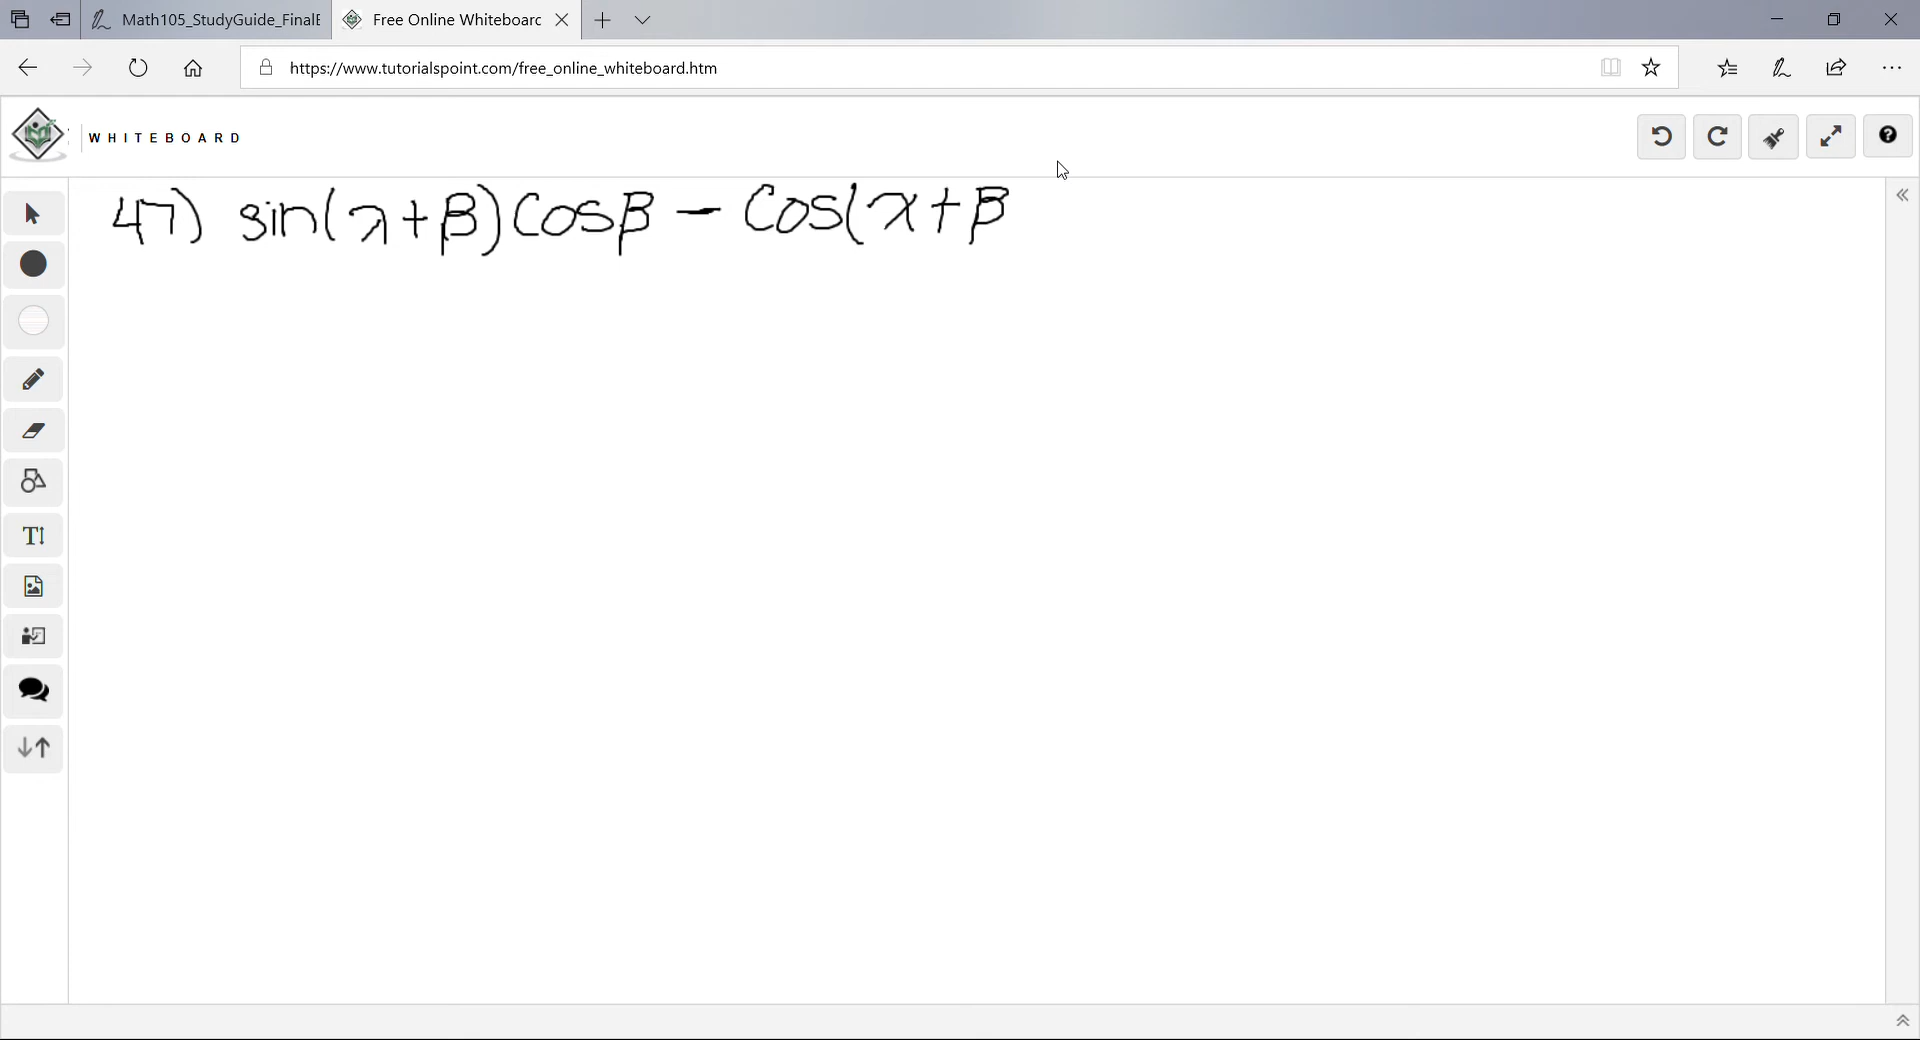 Math105_StudyGuide_FinalE
Free Online Whiteboard
https://www.tutorialspoint.com/free_online_whiteboard.htm
WHITEBOARD
47) sin(λ+β)Cosβ - Cos(λ+β
T